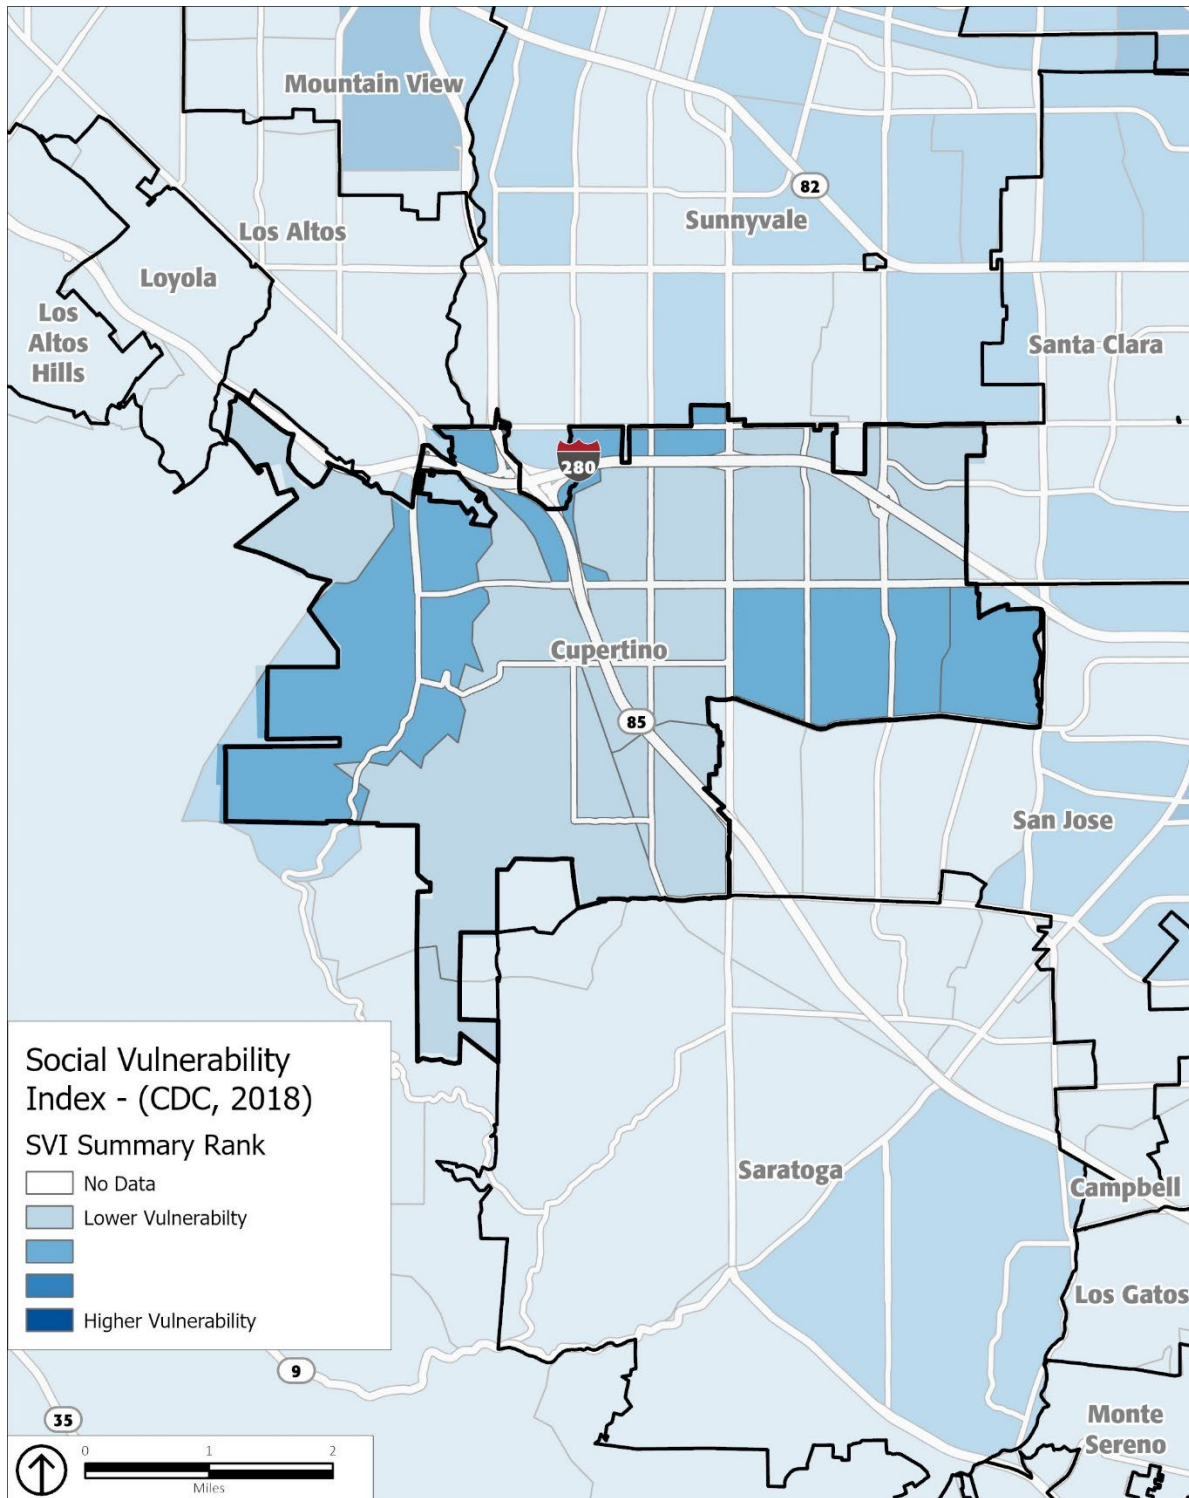 Mountain View
82
Sunnyvale
Los Altos
Loyola
Los
Altos
Hills
Santa Clara
280
Cupertino
85
San Jose
Saratoga
Campbell
Los Gatos
Monte
Sereno
Social Vulnerability
Index - (CDC, 2018)
SVI Summary Rank
No Data
Lower Vulnerabilty
Higher Vulnerability
9
35
0 1 2
Miles